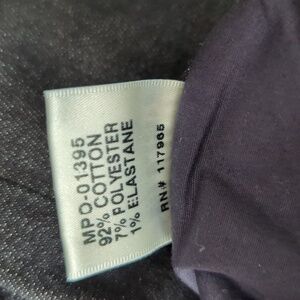 MPO-01395
92% COTTON
7% POLYESTER
1% ELASTANE
RN# 117965